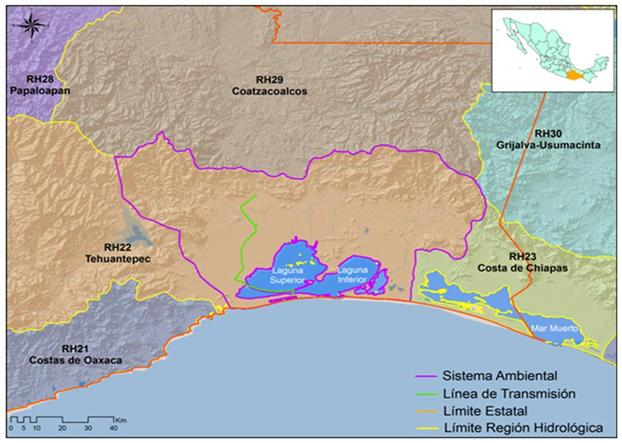 RH28
Papaloapan
RH29
Coatzacoalcos
RH30
Grijalva-Usumacinta
RH22
Tehuantepec
Laguna
Superior
Laguna
Inferior
RH23
Costa de Chiapas
Mar Muerto
RH21
Costas de Oaxaca
Sistema Ambiental
Línea de Transmisión
Límite Estatal
Límite Región Hidrológica
0 5 10 20 30 40 Km